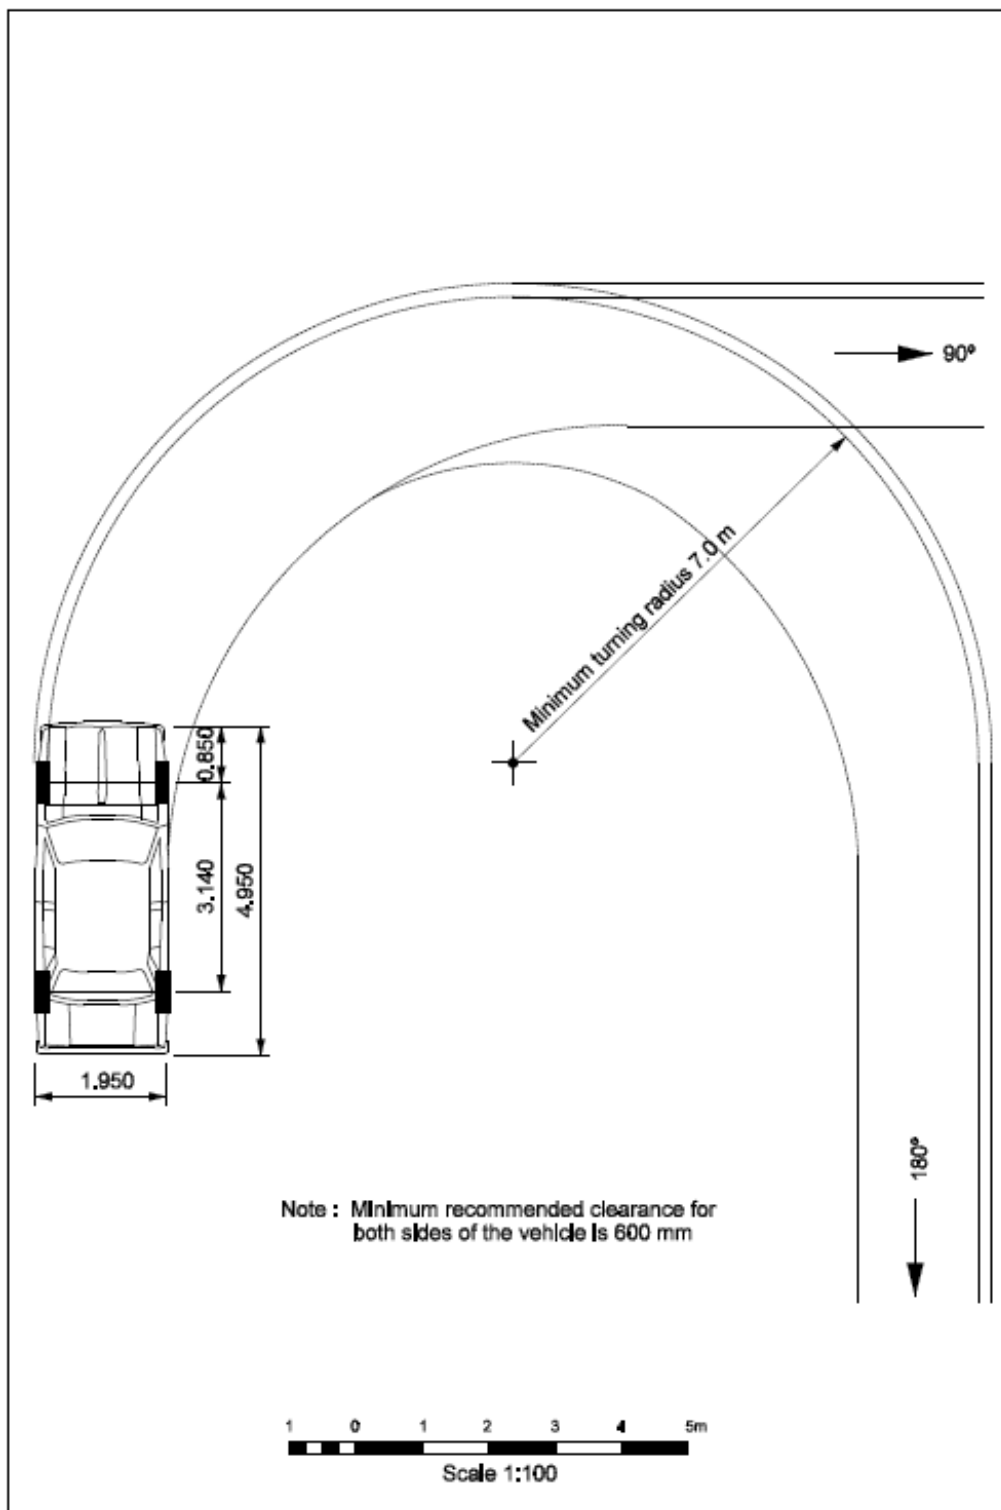 90°
Minimum turning radius 7.0 m
0.850
3.140
4.950
1.950
180°
Note : Minimum recommended clearance for
both sides of the vehicle is 600 mm
1 0 1 2 3 4 5m
Scale 1:100